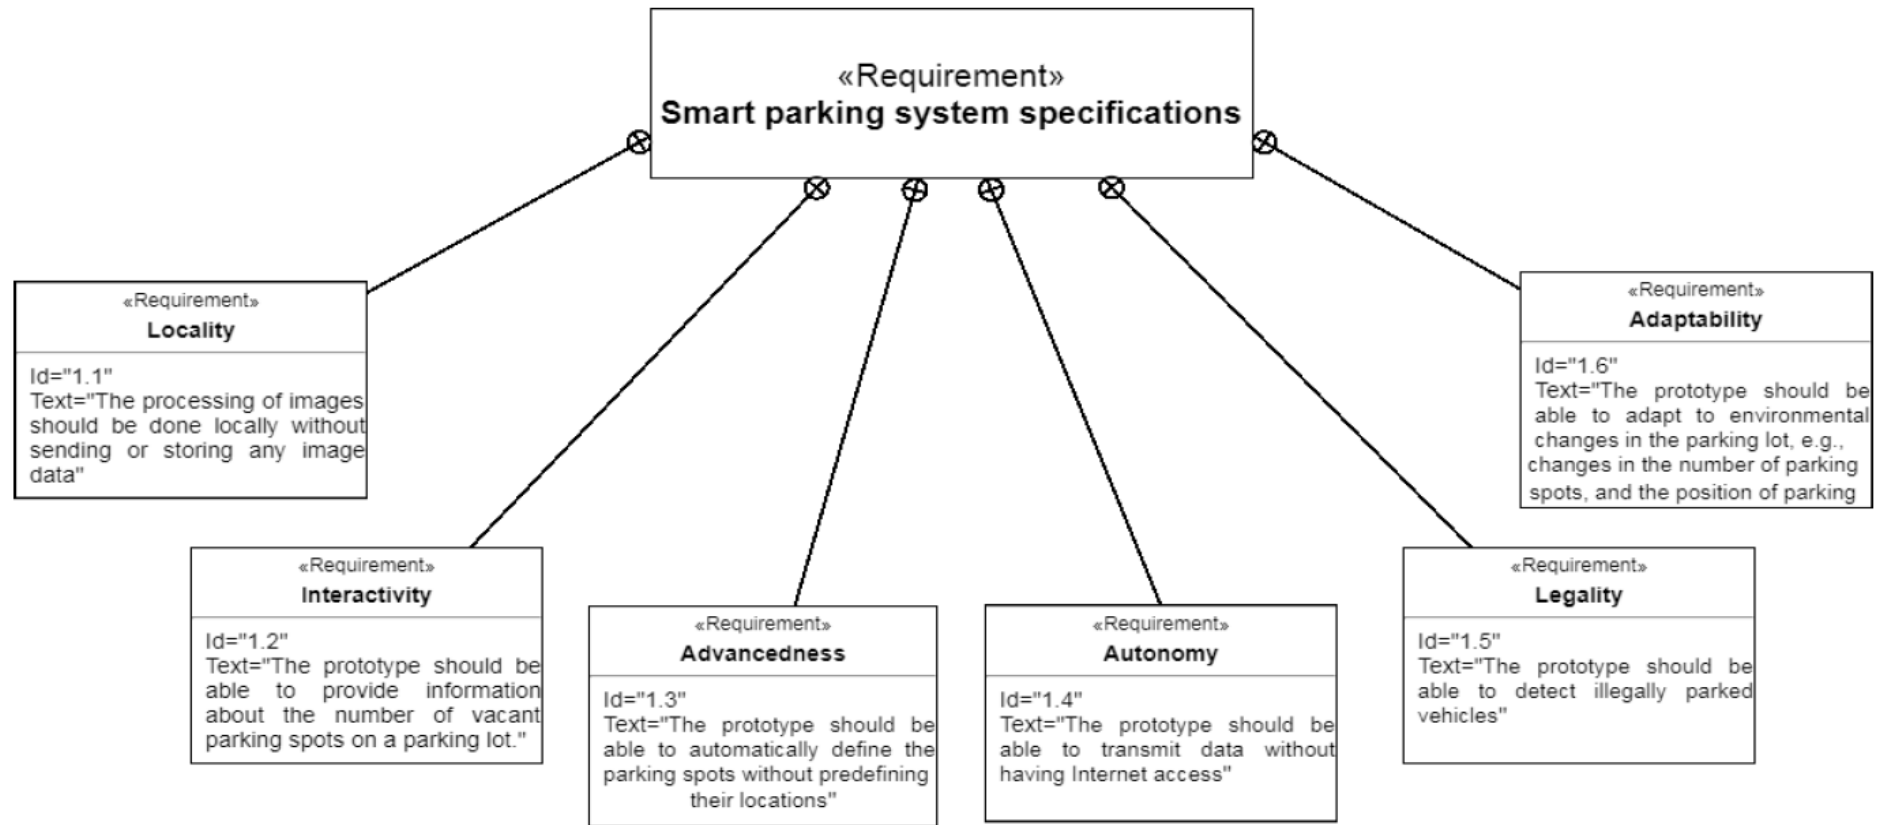 «Requirement»
Smart parking system specifications
«Requirement»
Locality
Id="1.1"
Text="The processing of images
should be done locally without
sending or storing any image
data"
«Requirement»
Interactivity
Id="1.2"
Text="The prototype should be
able to provide information
about the number of vacant
parking spots on a parking lot."
«Requirement»
Advancedness
Id="1.3"
Text="The prototype should be
able to automatically define the
parking spots without predefining
their locations"
«Requirement»
Autonomy
Id="1.4"
Text="The prototype should be
able to transmit data without
having Internet access"
«Requirement»
Legality
Id="1.5"
Text="The prototype should be
able to detect illegally parked
vehicles"
«Requirement»
Adaptability
Id="1.6"
Text="The prototype should be
able to adapt to environmental
changes in the parking lot, e.g.,
changes in the number of parking
spots, and the position of parking